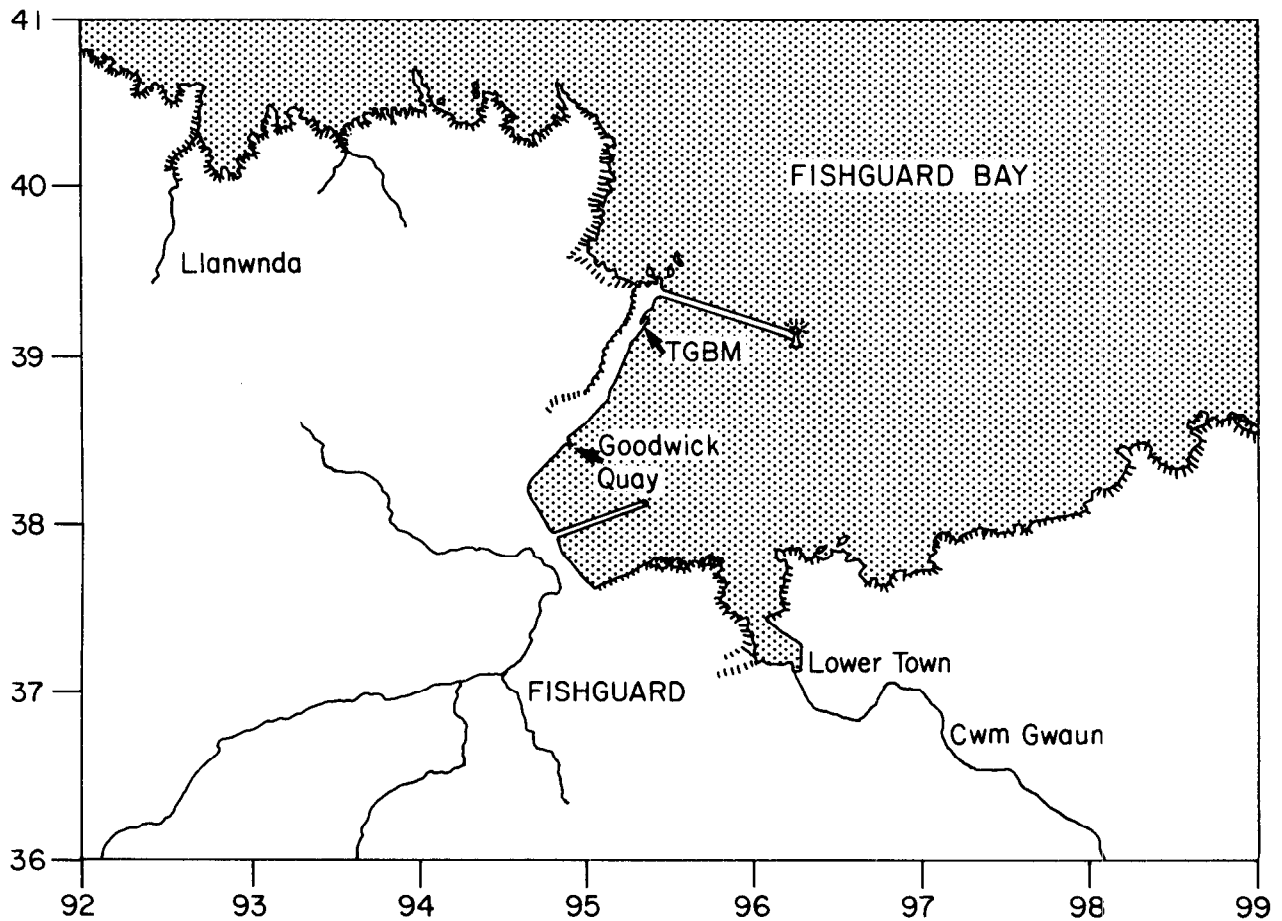 41
FISHGUARD BAY
40
Llanwnda
39
TGBM
Goodwick
Quay
38
Lower Town
37
FISHGUARD
Cwm Gwaun
36
92 93 94 95 96 97 98 99